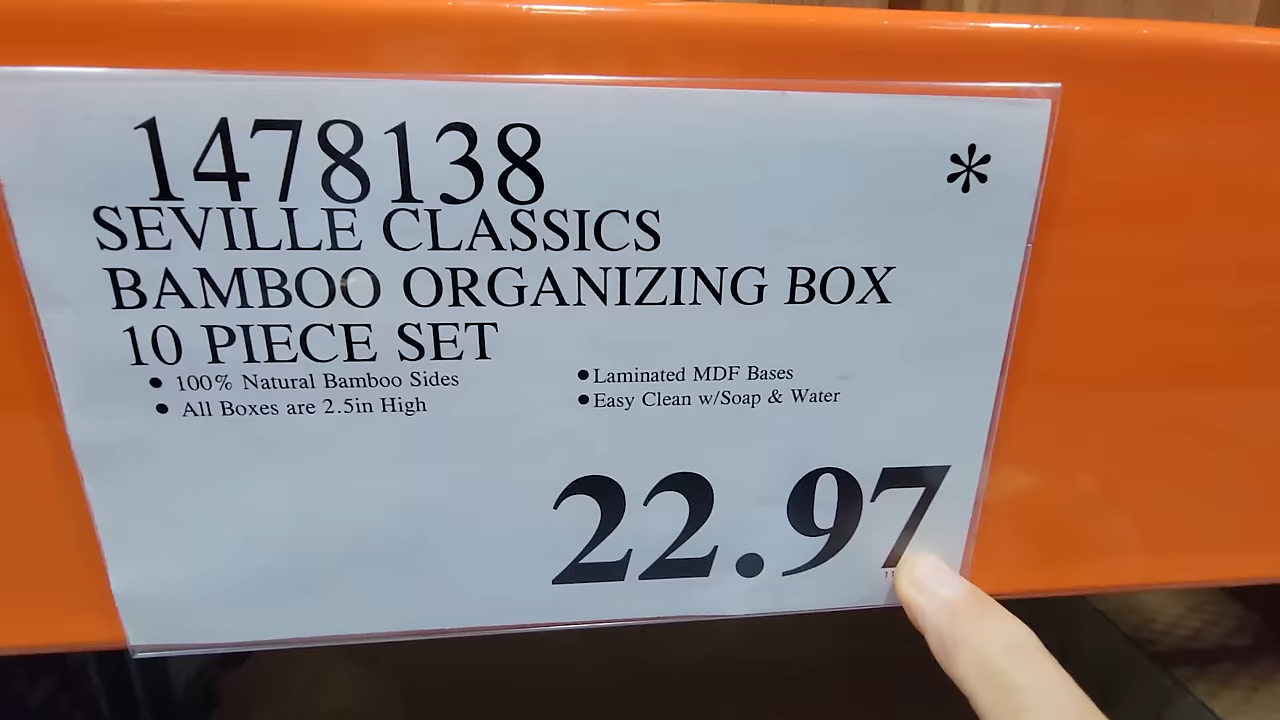 1478138
*
SEVILLE CLASSICS
BAMBOO ORGANIZING BOX
10 PIECE SET
● 100% Natural Bamboo Sides
● All Boxes are 2.5in High
● Laminated MDF Bases
● Easy Clean w/Soap & Water
22.97